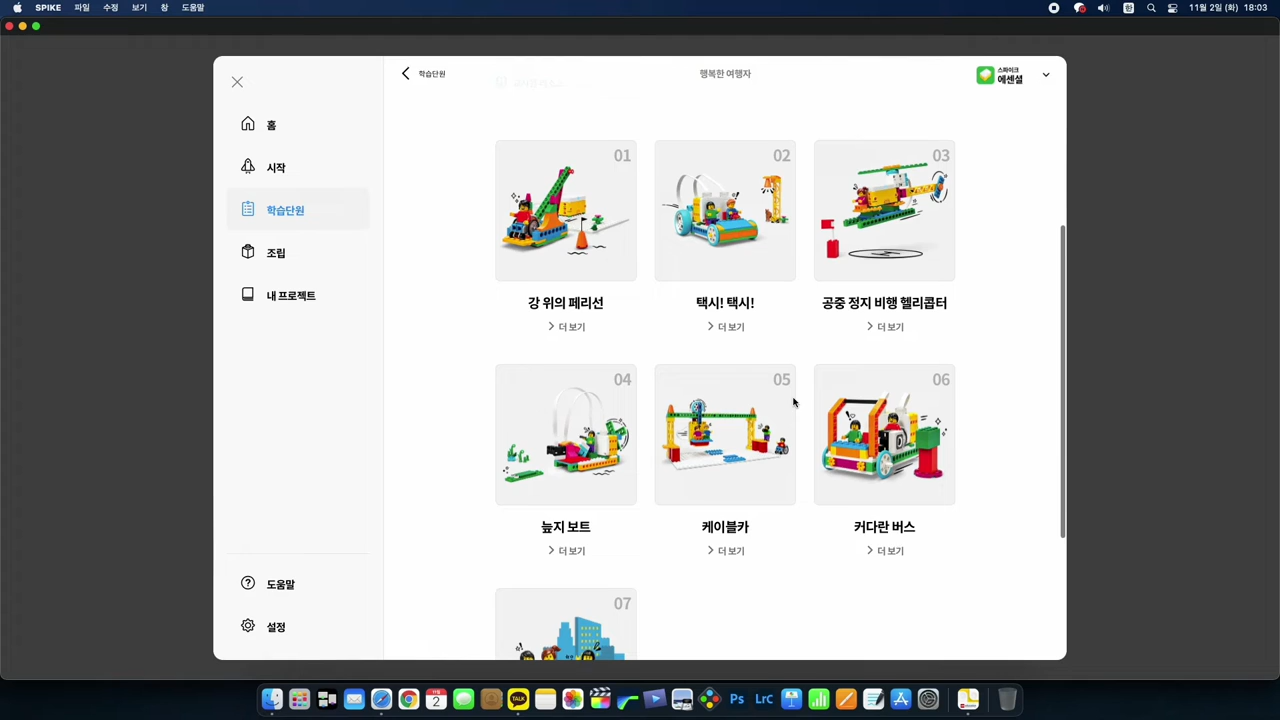 SPIKE 파일 수정 보기 창 도움말
한 11월 2일 (화) 18:03
학습단원
행복한 여행자
스파이크
에센셜
홈
시작
학습단원
조립
내 프로젝트
도움말
설정
01
02
03
강 위의 페리선
택시! 택시!
공중 정지 비행 헬리콥터
더 보기
더 보기
더 보기
04
05
06
D
늪지 보트
케이블카
커다란 버스
더 보기
더 보기
더 보기
07
11월
2
TALK
Ps
LrC